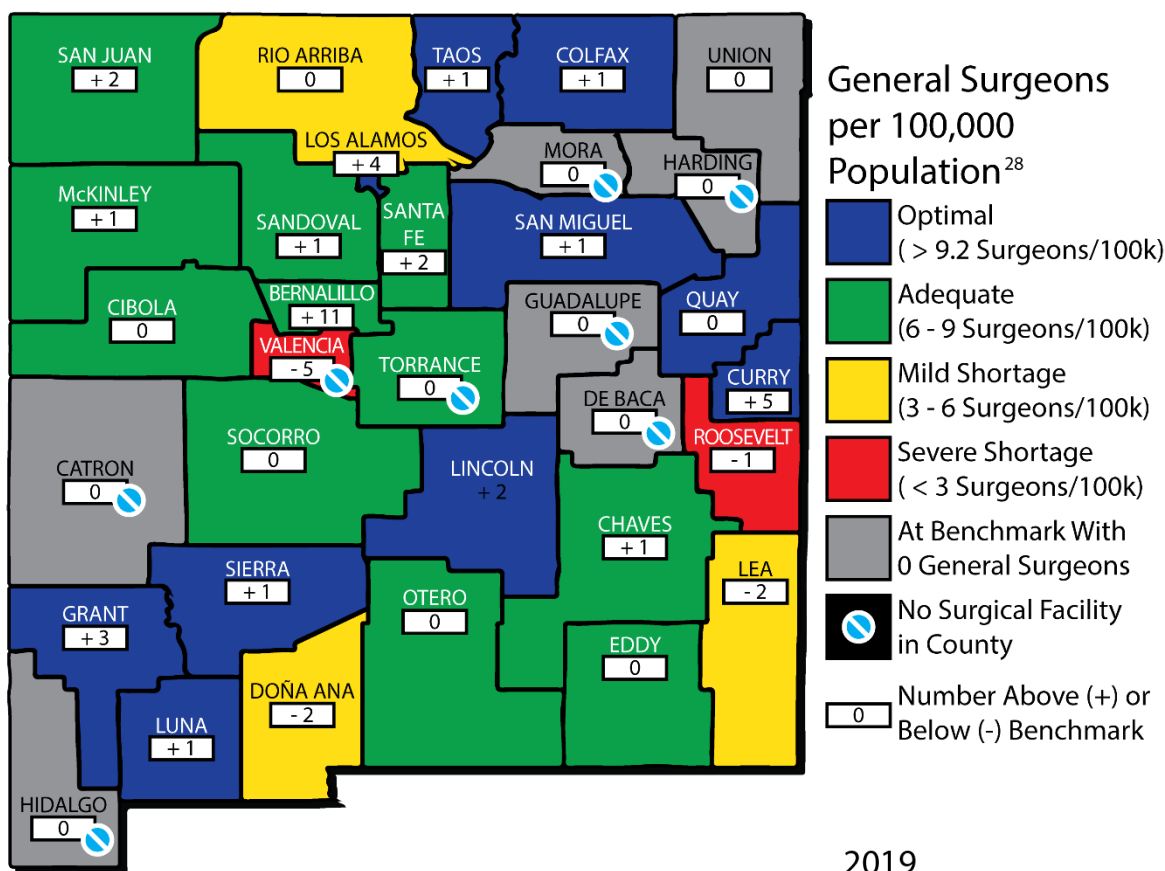 SAN JUAN
+ 2
RIO ARRIBA
0
TAOS
+ 1
COLFAX
+ 1
UNION
0
LOS ALAMOS
+ 4
MORA
0
HARDING
0
McKINLEY
+ 1
SANDOVAL
+ 1
SANTA
FE
+ 2
SAN MIGUEL
+ 1
CIBOLA
0
BERNALILLO
+ 11
GUADALUPE
0
QUAY
0
VALENCIA
- 5
TORRANCE
0
DE BACA
0
CURRY
+ 5
CATRON
0
SOCORRO
0
LINCOLN
+ 2
ROOSEVELT
- 1
CHAVES
+ 1
LEA
- 2
SIERRA
+ 1
OTERO
0
GRANT
+ 3
EDDY
0
DOÑA ANA
- 2
LUNA
+ 1
HIDALGO
0
General Surgeons
per 100,000
Population28
Optimal
( > 9.2 Surgeons/100k)
Adequate
(6 - 9 Surgeons/100k)
Mild Shortage
(3 - 6 Surgeons/100k)
Severe Shortage
( < 3 Surgeons/100k)
At Benchmark With
0 General Surgeons
No Surgical Facility
in County
0
Number Above (+) or
Below (-) Benchmark
2019